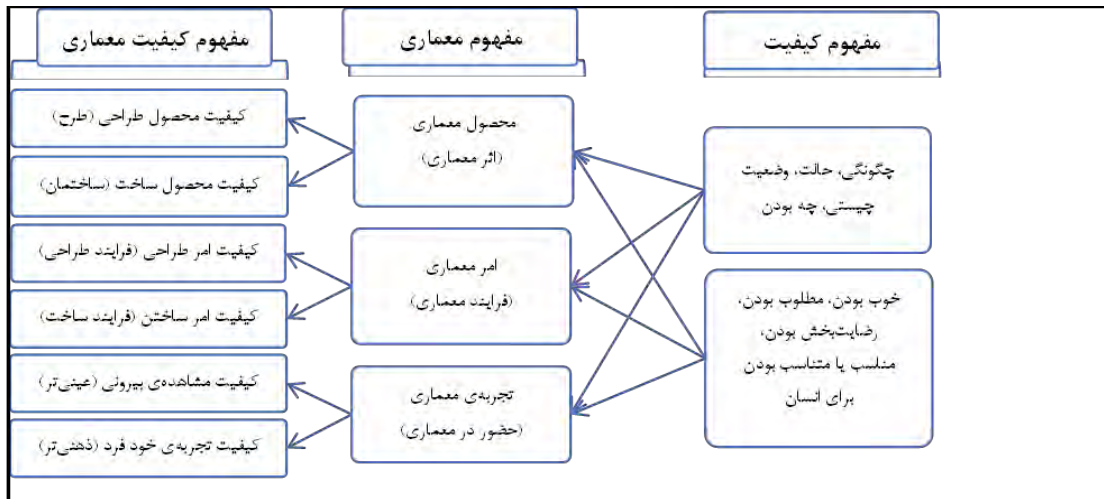 مفهوم کیفیت
مفهوم معماری
مفهوم کیفیت معماری
چگونگی، حالت، وضعیت
چیستی، چه بودن
خوب بودن، مطلوب بودن،
رضایت‌بخش بودن،
مناسب یا متناسب بودن
برای انسان
محصول معماری
(اثر معماری)
امر معماری
(فرایند معماری)
تجربه‌ی معماری
(حضور در معماری)
کیفیت محصول طراحی (طرح)
کیفیت محصول ساخت (ساختمان)
کیفیت امر طراحی (فرایند طراحی)
کیفیت امر ساختن (فرایند ساخت)
کیفیت مشاهده‌ی بیرونی (عینی‌تر)
کیفیت تجربه‌ی خود فرد (ذهنی‌تر)